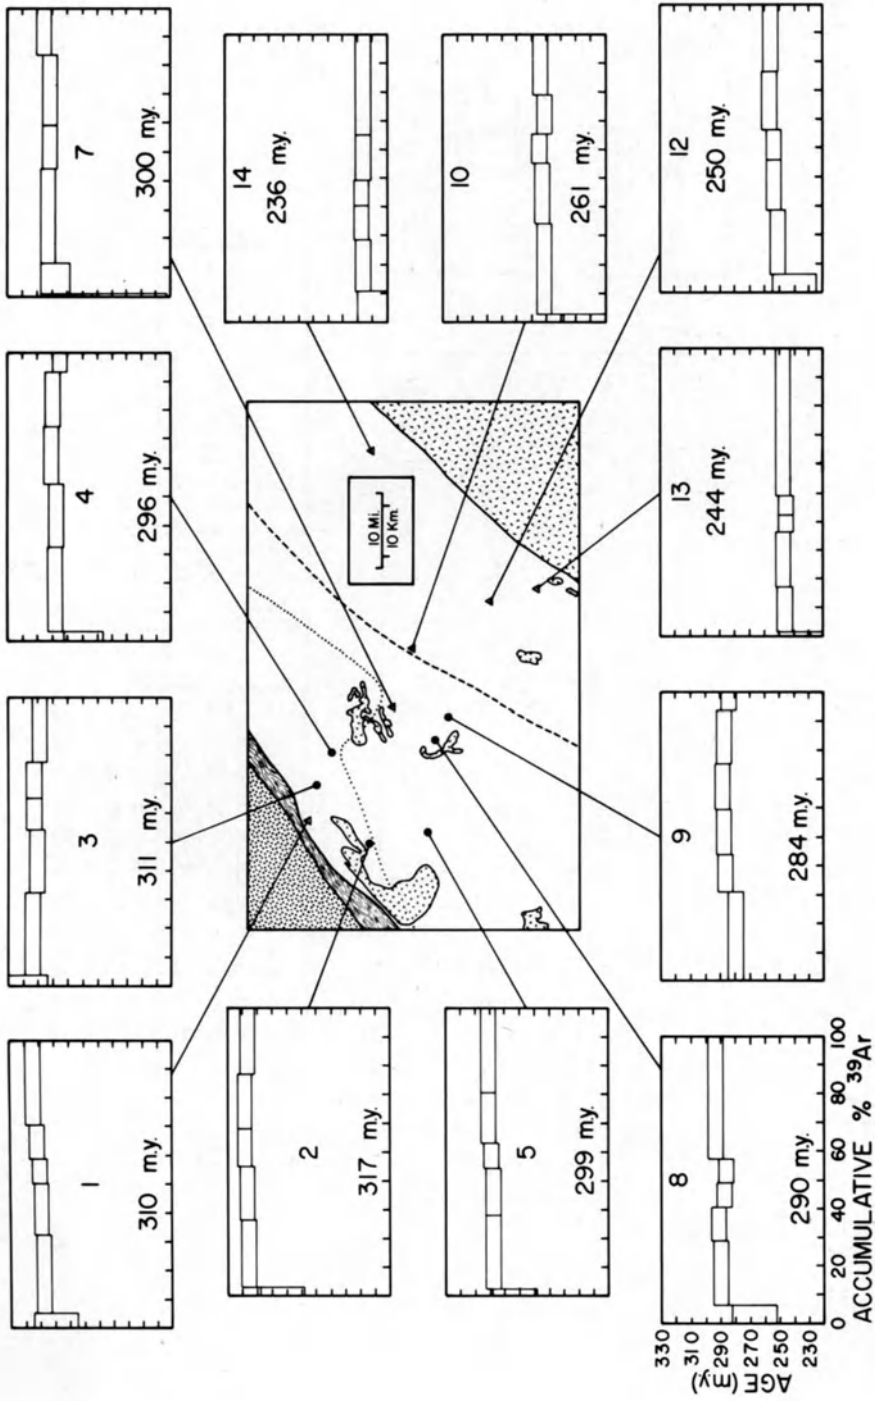 1
310 m.y.
3
311 m.y.
4
296 m.y.
7
300 m.y.
2
317 m.y.
14
236 m.y.
10 Mi.
10 Km.
5
299 m.y.
10
261 m.y.
8
290 m.y.
9
284 m.y.
13
244 m.y.
12
250 m.y.
330
310
290
270
250
230
AGE (m.y.)
0 20 40 60 80 100
ACCUMULATIVE % ³⁹Ar